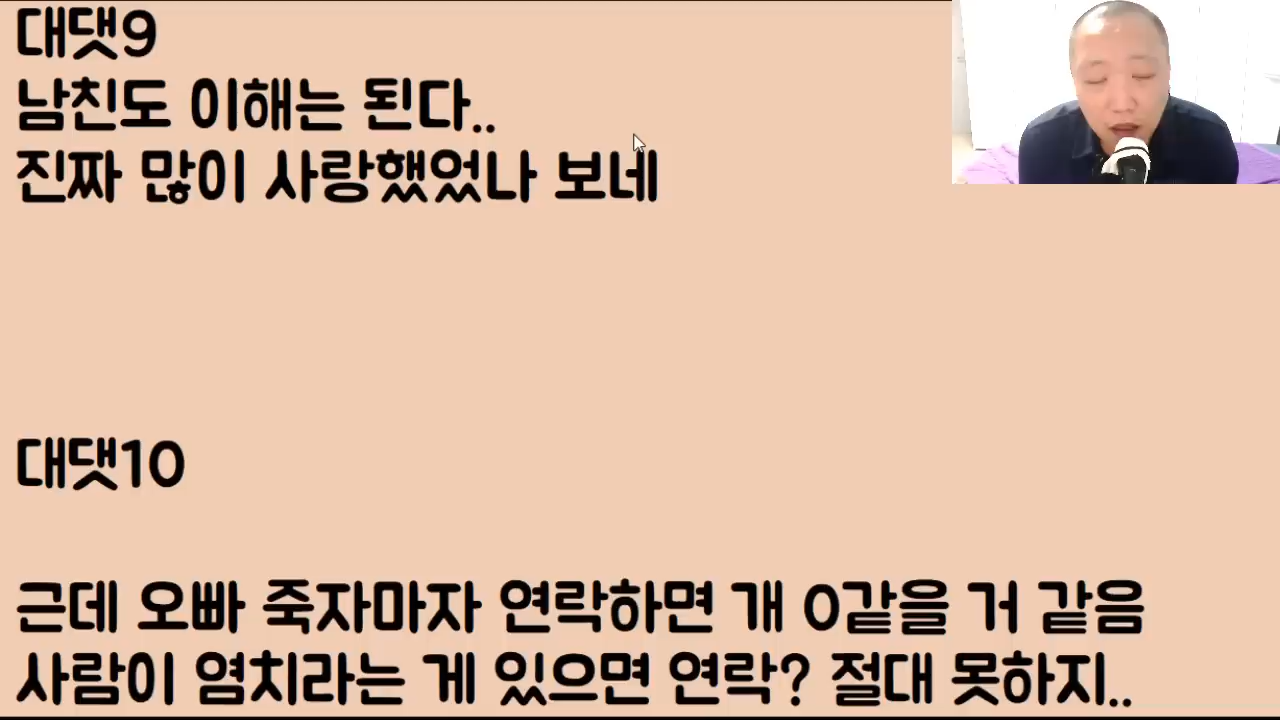 대댓9
남친도 이해는 된다..
진짜 많이 사랑했었나 보네
대댓10
근데 오빠 죽자마자 연락하면 개 0같을 거 같음
사람이 염치라는 게 있으면 연락? 절대 못하지..